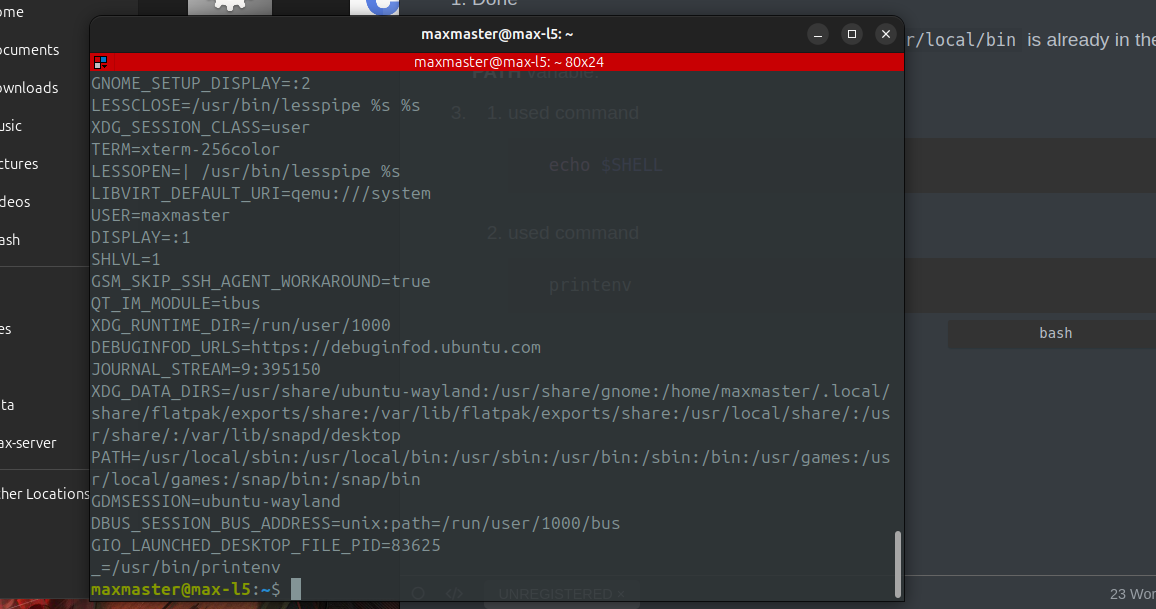 ome
ocuments
ownloads
usic
ctures
deos
ash
es
ta
ax-server
her Locations
1. Done
r/local/bin is already in the
maxmaster@max-l5: ~
maxmaster@max-l5: ~ 80x24
PATH variable.
3. 1. used command
echo $SHELL
2. used command
printenv
bash
GNOME_SETUP_DISPLAY=:2
LESSCLOSE=/usr/bin/lesspipe %s %s
XDG_SESSION_CLASS=user
TERM=xterm-256color
LESSOPEN=| /usr/bin/lesspipe %s
LIBVIRT_DEFAULT_URI=qemu:///system
USER=maxmaster
DISPLAY=:1
SHLVL=1
GSM_SKIP_SSH_AGENT_WORKAROUND=true
QT_IM_MODULE=ibus
XDG_RUNTIME_DIR=/run/user/1000
DEBUGINFOD_URLS=https://debuginfod.ubuntu.com
JOURNAL_STREAM=9:395150
XDG_DATA_DIRS=/usr/share/ubuntu-wayland:/usr/share/gnome:/home/maxmaster/.local/
share/flatpak/exports/share:/var/lib/flatpak/exports/share:/usr/local/share/:/us
r/share/:/var/lib/snapd/desktop
PATH=/usr/local/sbin:/usr/local/bin:/usr/sbin:/usr/bin:/sbin:/bin:/usr/games:/us
r/local/games:/snap/bin:/snap/bin
GDMSESSION=ubuntu-wayland
DBUS_SESSION_BUS_ADDRESS=unix:path=/run/user/1000/bus
GIO_LAUNCHED_DESKTOP_FILE_PID=83625
_=/usr/bin/printenv
maxmaster@max-l5:~$
UNREGISTERED ×
23 Wor